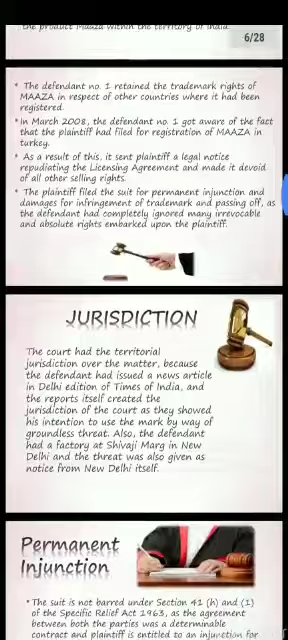 the product Maaza within the territory of India.
6/28
* The defendant no. 1 retained the trademark rights of
MAAZA in respect of other countries where it had been
registered.
* In March 2008, the defendant no. 1 got aware of the fact
that the plaintiff had filed for registration of MAAZA in
turkey.
* As a result of this, it sent plaintiff a legal notice
repudiating the Licensing Agreement and made it devoid
of all other selling rights.
* The plaintiff filed the suit for permanent injunction and
damages for infringement of trademark and passing off, as
the defendant had completely ignored many irrevocable
and absolute rights embarked upon the plaintiff.
JURISDICTION
The court had the territorial
jurisdiction over the matter, because
the defendant had issued a news article
in Delhi edition of Times of India, and
the reports itself created the
jurisdiction of the court as they showed
his intention to use the mark by way of
groundless threat. Also, the defendant
had a factory at Shivaji Marg in New
Delhi and the threat was also given as
notice from New Delhi itself.
Permanent
Injunction
* The suit is not barred under Section 41 (h) and (1)
of the Specific Relief Act 1963, as the agreement
between both the parties was a determinable
contract and plaintiff is entitled to an injunction for